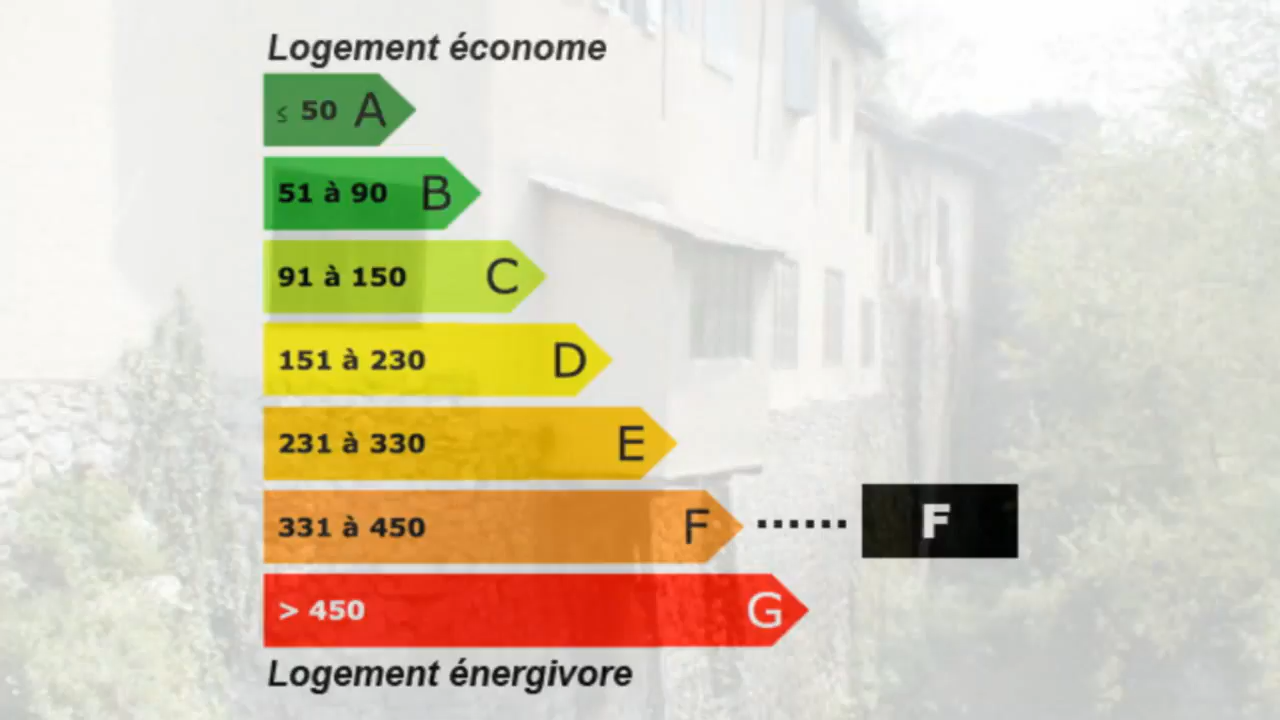 Logement économe
≤ 50 A
51 à 90 B
91 à 150 C
151 à 230 D
231 à 330 E
331 à 450 F F
> 450 G
Logement énergivore